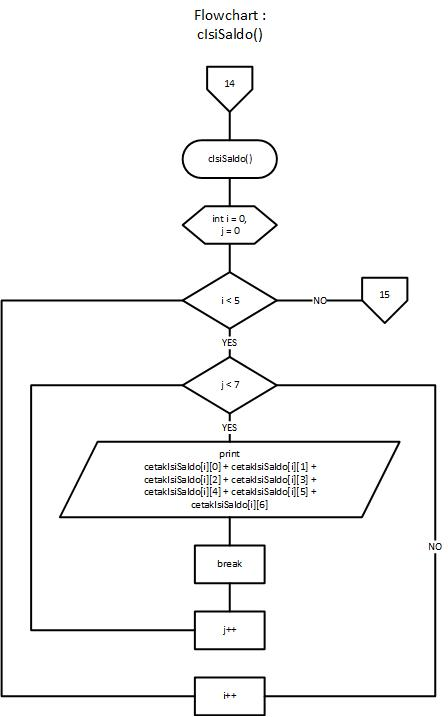 Flowchart :
cIsiSaldo()
14
cIsiSaldo()
int i = 0,
j = 0
i < 5
NO
15
YES
j < 7
YES
print
cetakIsiSaldo[i][0] + cetakIsiSaldo[i][1] +
cetakIsiSaldo[i][2] + cetakIsiSaldo[i][3] +
cetakIsiSaldo[i][4] + cetakIsiSaldo[i][5] +
cetakIsiSaldo[i][6]
NO
break
j++
i++